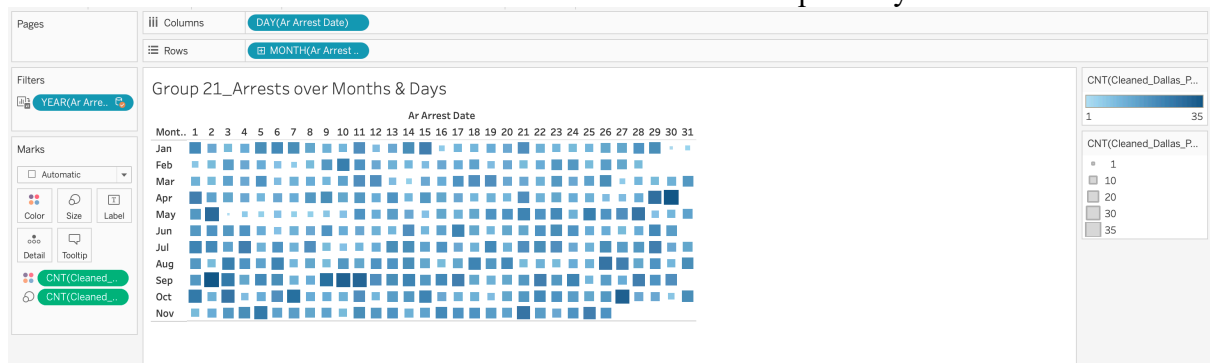 Pages
Columns
DAY(Ar Arrest Date)
Rows
MONTH(Ar Arrest ..
Filters
YEAR(Ar Arre..
Marks
Automatic
Color Size Label
Detail Tooltip
CNT(Cleaned_..
CNT(Cleaned_..
Group 21_Arrests over Months & Days
Ar Arrest Date
Mont.. 1 2 3 4 5 6 7 8 9 10 11 12 13 14 15 16 17 18 19 20 21 22 23 24 25 26 27 28 29 30 31
Jan
Feb
Mar
Apr
May
Jun
Jul
Aug
Sep
Oct
Nov
CNT(Cleaned_Dallas_P...
1 35
CNT(Cleaned_Dallas_P...
1
10
20
30
35